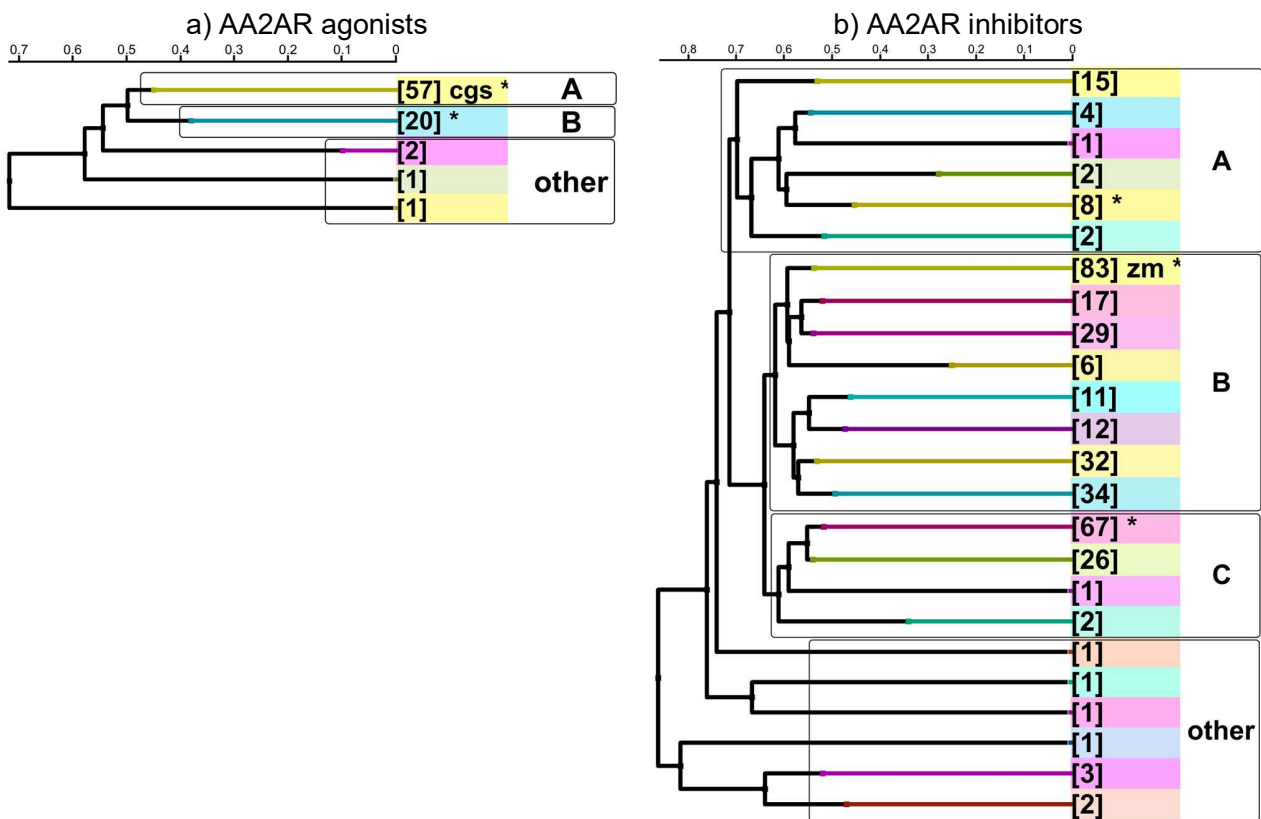 a) AA2AR agonists
0.7 0.6 0.5 0.4 0.3 0.2 0.1 0
[57] cgs *
A
[20] *
B
[2]
[1]
other
[1]
b) AA2AR inhibitors
0.8 0.7 0.6 0.5 0.4 0.3 0.2 0.1 0
[15]
[4]
[1]
A
[2]
[8] *
[2]
[83] zm *
[17]
[29]
[6]
B
[11]
[12]
[32]
[34]
[67] *
[26]
C
[1]
[2]
[1]
[1]
[1]
other
[1]
[3]
[2]